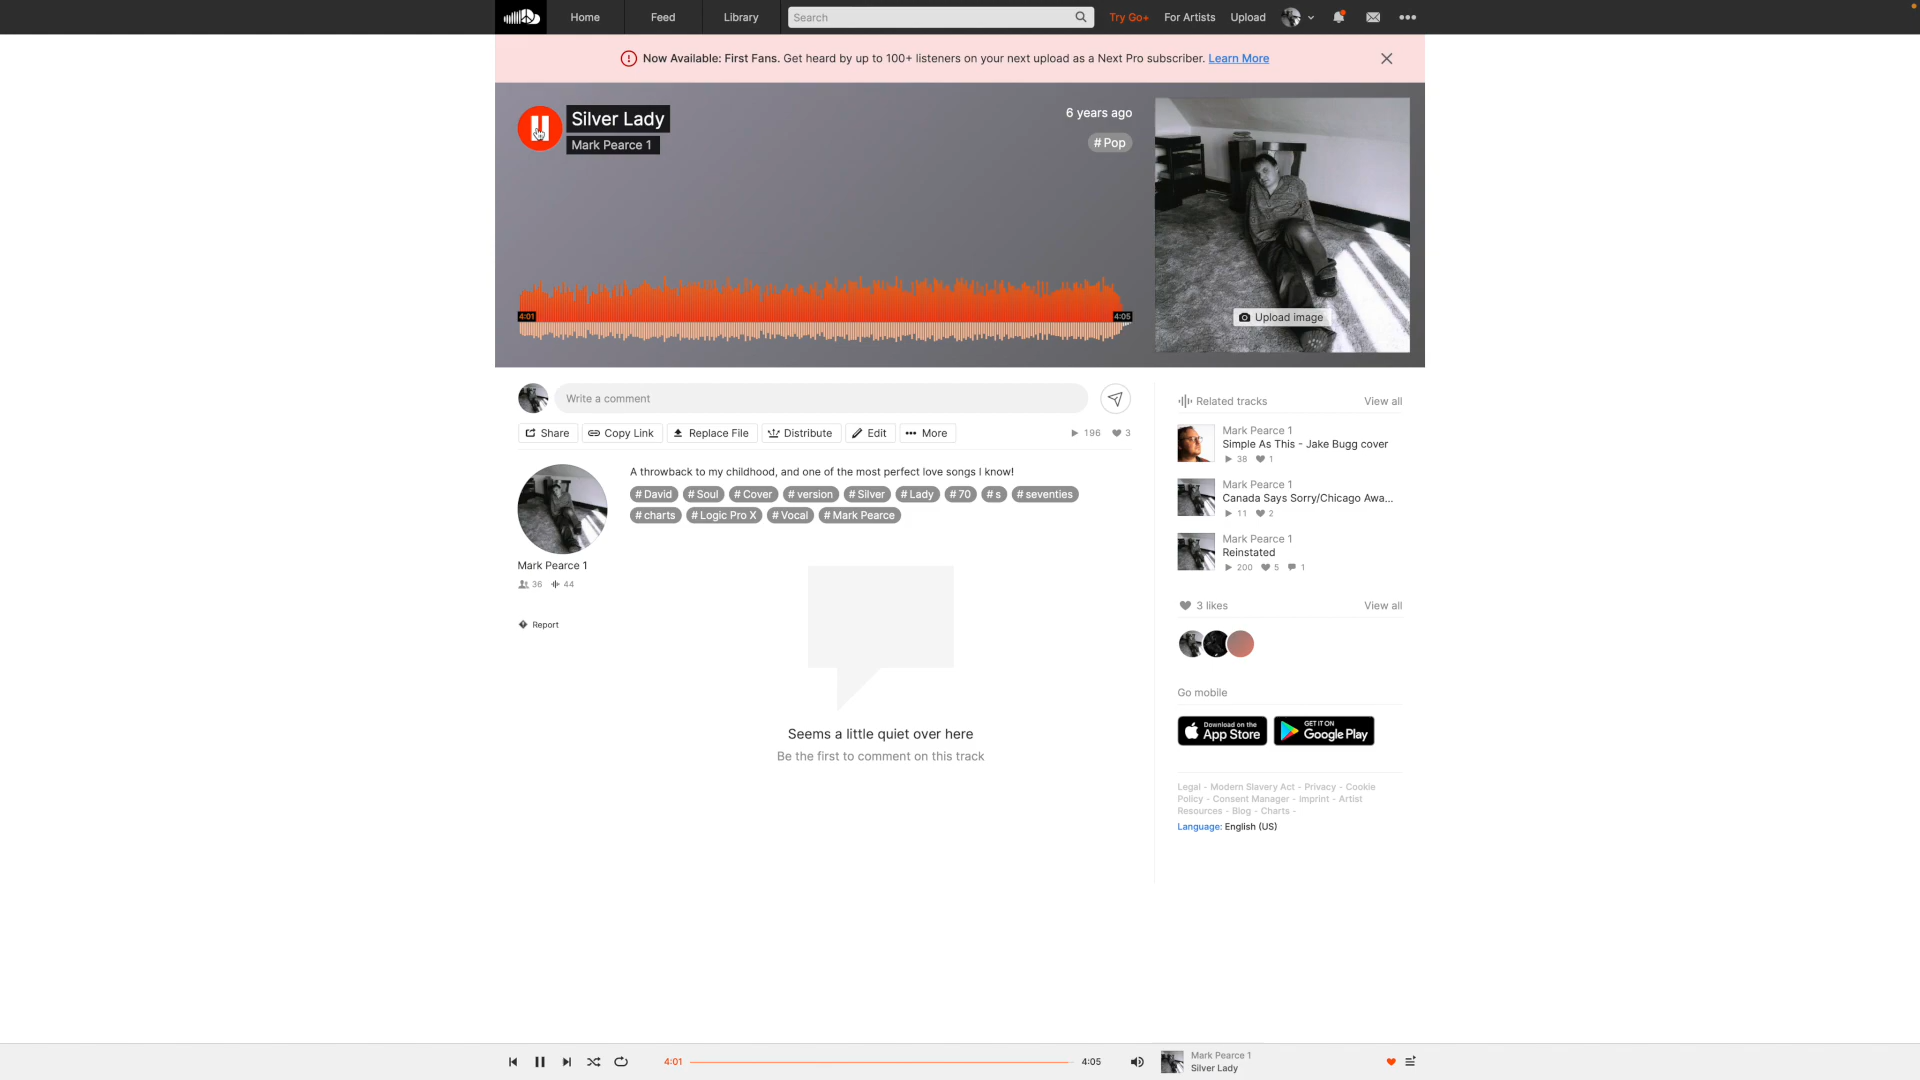 Home
Feed
Library
Search
Try Go+
For Artists
Upload
Now Available: First Fans. Get heard by up to 100+ listeners on your next upload as a Next Pro subscriber. Learn More
Silver Lady
Mark Pearce 1
6 years ago
# Pop
4:01
4:05
Upload image
Write a comment
Share
Copy Link
Replace File
Distribute
Edit
More
196
3
Mark Pearce 1
36
44
Report
A throwback to my childhood, and one of the most perfect love songs I know!
# David # Soul # Cover # version # Silver # Lady # 70 # s # seventies
# charts # Logic Pro X # Vocal # Mark Pearce
Seems a little quiet over here
Be the first to comment on this track
Related tracks
View all
Mark Pearce 1
Simple As This - Jake Bugg cover
38 1
Mark Pearce 1
Canada Says Sorry/Chicago Awa...
11 2
Mark Pearce 1
Reinstated
200 5 1
3 likes
View all
Go mobile
Download on the
App Store
GET IT ON
Google Play
Legal - Modern Slavery Act - Privacy - Cookie
Policy - Consent Manager - Imprint - Artist
Resources - Blog - Charts -
Language: English (US)
4:01
4:05
Mark Pearce 1
Silver Lady